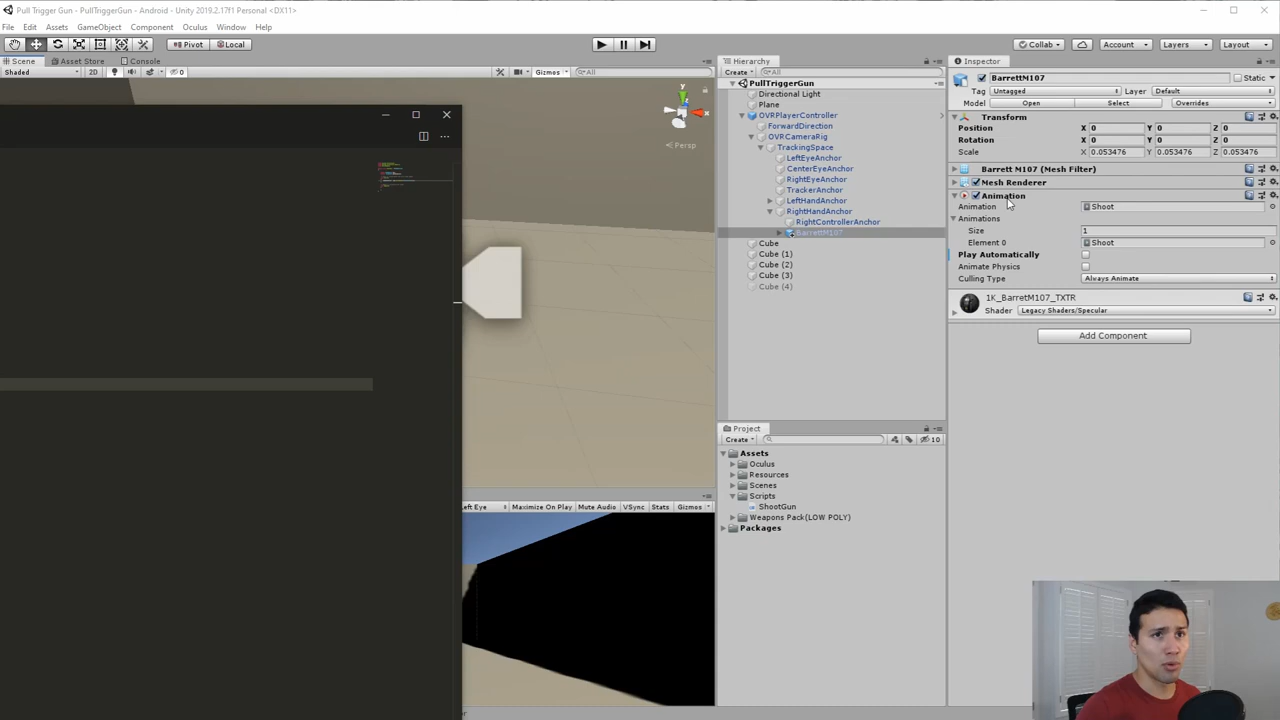 Pull Trigger Gun - PullTriggerGun - Android - Unity 2019.2.17f1 Personal <DX11>
File Edit Assets GameObject Component Oculus Window Help
Pivot Local Collab Account Layers Layout
Scene Asset Store Console
Shaded 2D 0 Gizmos All
Y
X
Persp
Left Eye Maximize On Play Mute Audio VSync Stats Gizmos
Hierarchy
Create All
PullTriggerGun
Directional Light
Plane
OVRPlayerController
ForwardDirection
OVRCameraRig
TrackingSpace
LeftEyeAnchor
CenterEyeAnchor
RightEyeAnchor
TrackerAnchor
LeftHandAnchor
RightHandAnchor
RightControllerAnchor
BarrettM107
Cube
Cube (1)
Cube (2)
Cube (3)
Cube (4)
Project
Create 10
Assets
Oculus
Resources
Scenes
Scripts
ShootGun
Weapons Pack(LOW POLY)
Packages
Inspector
BarrettM107 Static
Tag Untagged Layer Default
Model Open Select Overrides
Transform
Position X 0 Y 0 Z 0
Rotation X 0 Y 0 Z 0
Scale X 0.053476 Y 0.053476 Z 0.053476
Barrett M107 (Mesh Filter)
Mesh Renderer
Animation
Animation Shoot
Animations
Size 1
Element 0 Shoot
Play Automatically
Animate Physics
Culling Type Always Animate
1K_BarretM107_TXTR
Shader Legacy Shaders/Specular
Add Component